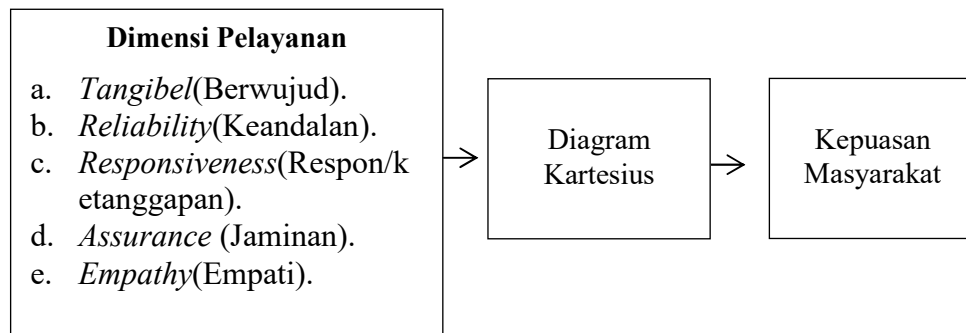 Dimensi Pelayanan
a. Tangibel(Berwujud).
b. Reliability(Keandalan).
c. Responsiveness(Respon/k
etanggapan).
d. Assurance (Jaminan).
e. Empathy(Empati).
Diagram
Kartesius
Kepuasan
Masyarakat